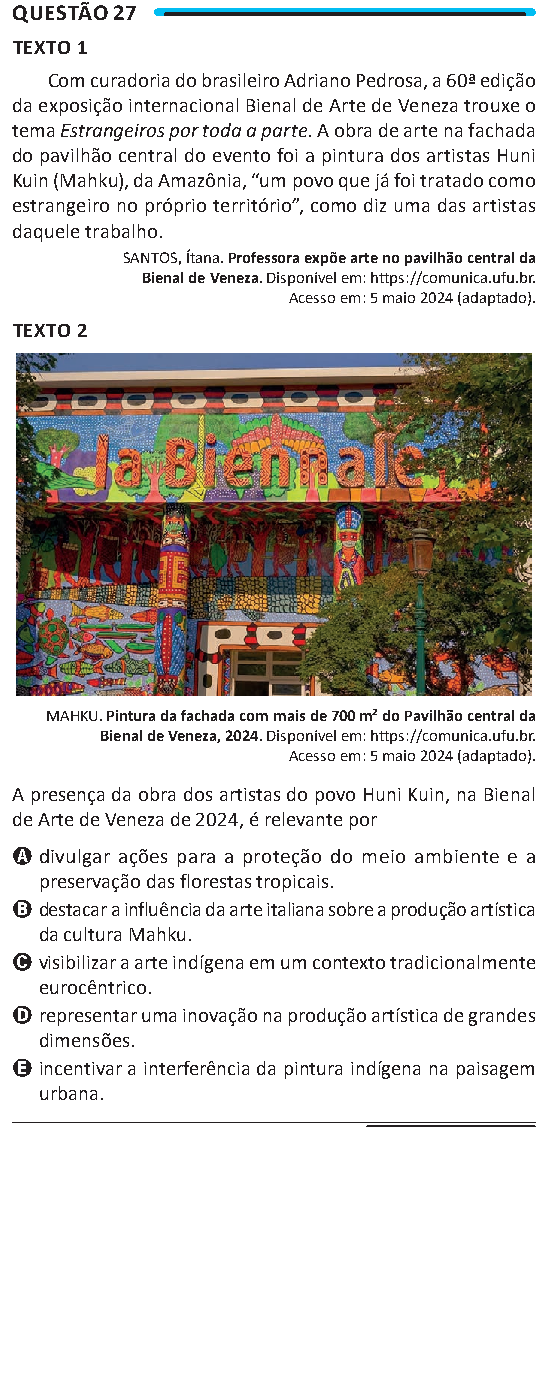 QUESTÃO 27
TEXTO 1
Com curadoria do brasileiro Adriano Pedrosa, a 60ª edição
da exposição internacional Bienal de Arte de Veneza trouxe o
tema Estrangeiros por toda a parte. A obra de arte na fachada
do pavilhão central do evento foi a pintura dos artistas Huni
Kuin (Mahku), da Amazônia, “um povo que já foi tratado como
estrangeiro no próprio território”, como diz uma das artistas
daquele trabalho.
SANTOS, Ítana. Professora expõe arte no pavilhão central da
Bienal de Veneza. Disponível em: https://comunica.ufu.br.
Acesso em: 5 maio 2024 (adaptado).
TEXTO 2
la Biennale
MAHKU. Pintura da fachada com mais de 700 m² do Pavilhão central da
Bienal de Veneza, 2024. Disponível em: https://comunica.ufu.br.
Acesso em: 5 maio 2024 (adaptado).
A presença da obra dos artistas do povo Huni Kuin, na Bienal
de Arte de Veneza de 2024, é relevante por
A divulgar ações para a proteção do meio ambiente e a
preservação das florestas tropicais.
B destacar a influência da arte italiana sobre a produção artística
da cultura Mahku.
C visibilizar a arte indígena em um contexto tradicionalmente
eurocêntrico.
D representar uma inovação na produção artística de grandes
dimensões.
E incentivar a interferência da pintura indígena na paisagem
urbana.